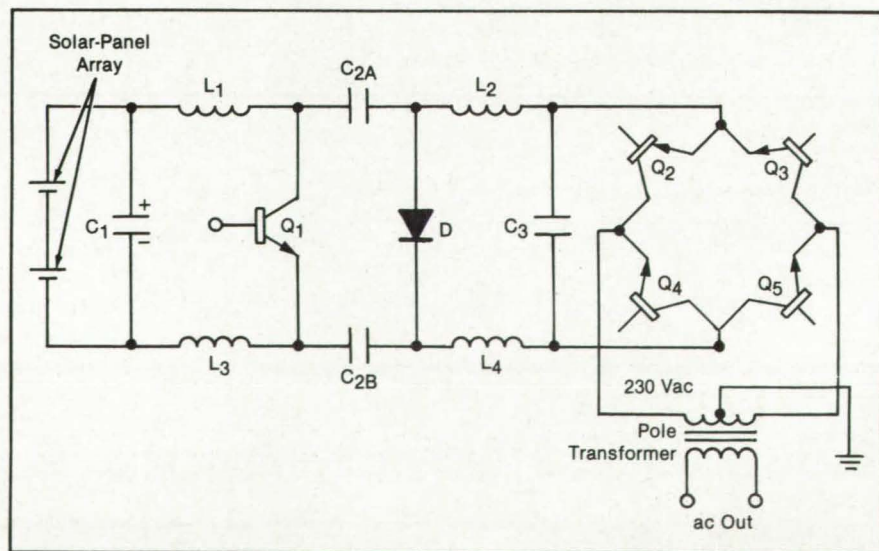 Solar-Panel
Array
L1
C2A
L2
Q2
Q3
C1
+
−
Q1
D
C3
Q4
Q5
L3
C2B
L4
230 Vac
Pole
Transformer
ac Out